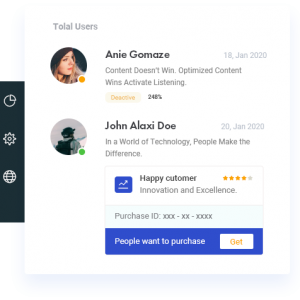 Tolal Users
Anie Gomaze
18, Jan 2020
Content Doesn't Win. Optimized Content
Wins Activate Listening.
Deactive
248%
John Alaxi Doe
20, Jan 2020
In a World of Technology, People Make the
Difference.
Happy cutomer
Innovation and Excellence.
Purchase ID: xxx - xx - xxxx
People want to purchase
Get